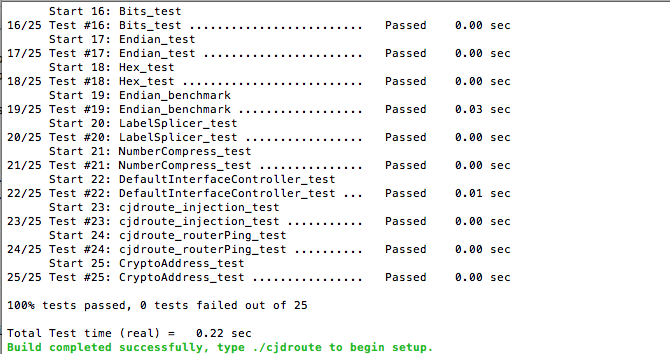 Start 16: Bits_test
16/25 Test #16: Bits_test .........................   Passed    0.00 sec
      Start 17: Endian_test
17/25 Test #17: Endian_test .......................   Passed    0.00 sec
      Start 18: Hex_test
18/25 Test #18: Hex_test ..........................   Passed    0.00 sec
      Start 19: Endian_benchmark
19/25 Test #19: Endian_benchmark ..................   Passed    0.03 sec
      Start 20: LabelSplicer_test
20/25 Test #20: LabelSplicer_test .................   Passed    0.00 sec
      Start 21: NumberCompress_test
21/25 Test #21: NumberCompress_test ...............   Passed    0.00 sec
      Start 22: DefaultInterfaceController_test
22/25 Test #22: DefaultInterfaceController_test ...   Passed    0.01 sec
      Start 23: cjdroute_injection_test
23/25 Test #23: cjdroute_injection_test ...........   Passed    0.00 sec
      Start 24: cjdroute_routerPing_test
24/25 Test #24: cjdroute_routerPing_test ..........   Passed    0.00 sec
      Start 25: CryptoAddress_test
25/25 Test #25: CryptoAddress_test ................   Passed    0.00 sec

100% tests passed, 0 tests failed out of 25

Total Test time (real) =   0.22 sec
Build completed successfully, type ./cjdroute to begin setup.